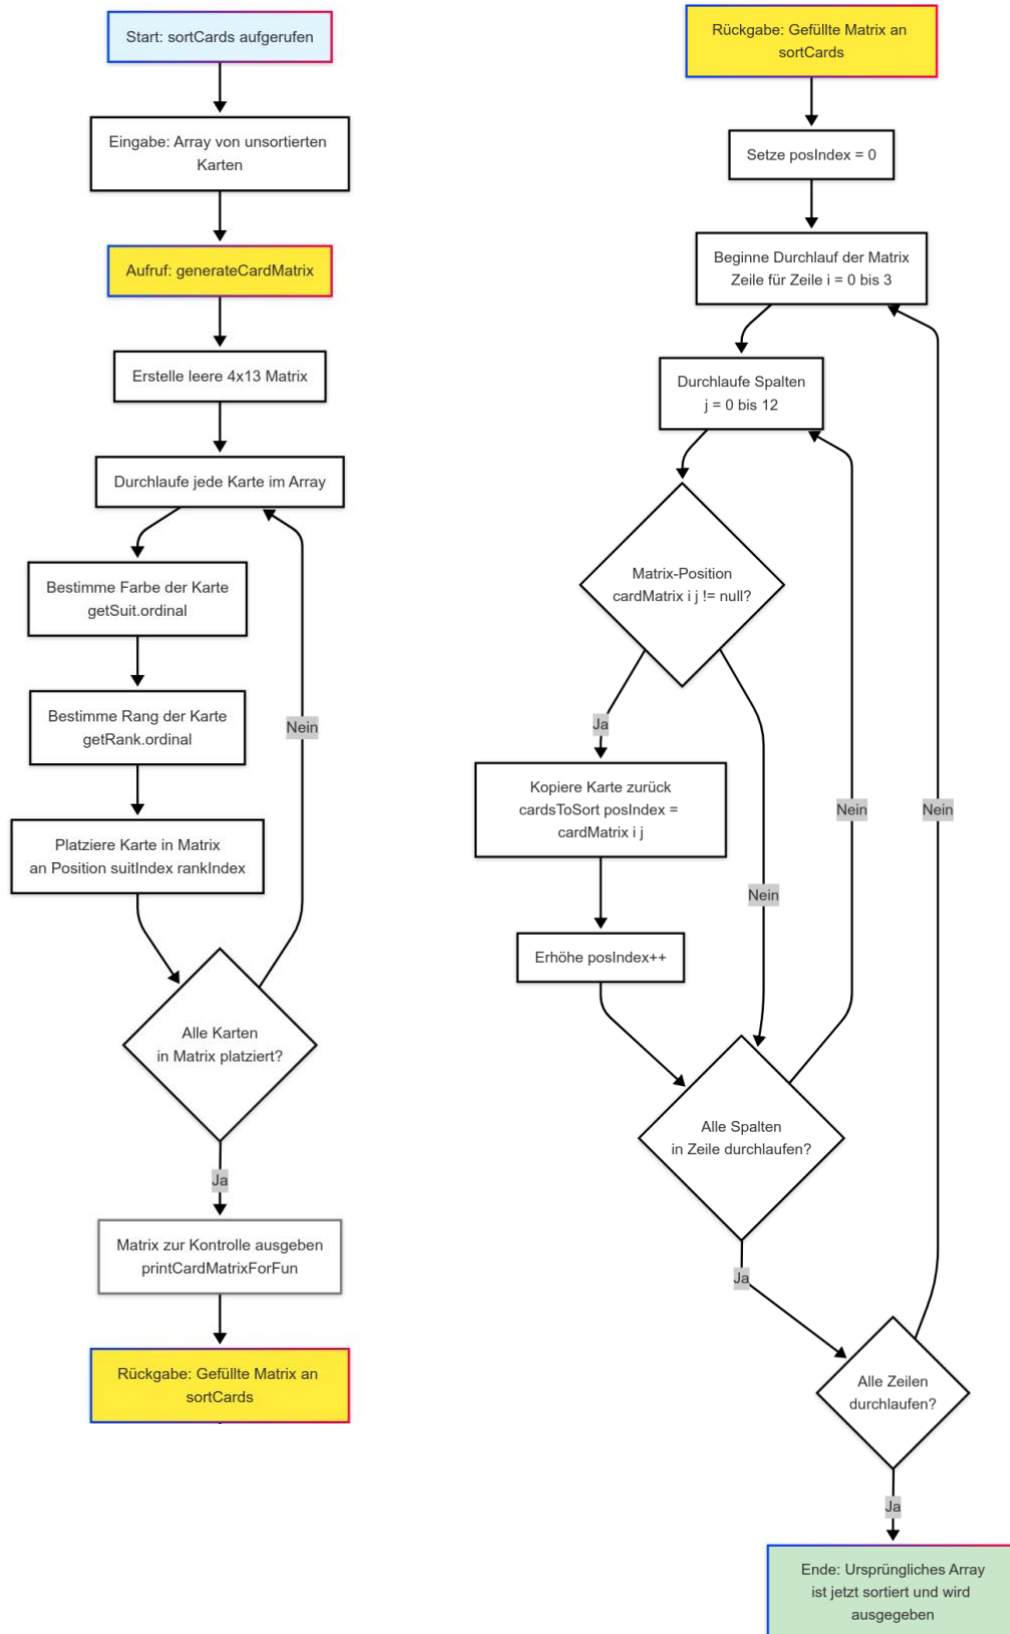 Start: sortCards aufgerufen
Eingabe: Array von unsortierten
Karten
Aufruf: generateCardMatrix
Erstelle leere 4x13 Matrix
Durchlaufe jede Karte im Array
Bestimme Farbe der Karte
getSuit.ordinal
Bestimme Rang der Karte
getRank.ordinal
Nein
Platziere Karte in Matrix
an Position suitIndex rankIndex
Alle Karten
in Matrix platziert?
Ja
Matrix zur Kontrolle ausgeben
printCardMatrixForFun
Rückgabe: Gefüllte Matrix an
sortCards
Rückgabe: Gefüllte Matrix an
sortCards
Setze posIndex = 0
Beginne Durchlauf der Matrix
Zeile für Zeile i = 0 bis 3
Durchlaufe Spalten
j = 0 bis 12
Matrix-Position
cardMatrix i j != null?
Ja
Kopiere Karte zurück
cardsToSort posIndex =
cardMatrix i j
Nein
Nein
Nein
Erhöhe posIndex++
Alle Spalten
in Zeile durchlaufen?
Ja
Alle Zeilen
durchlaufen?
Ja
Ende: Ursprüngliches Array
ist jetzt sortiert und wird
ausgegeben